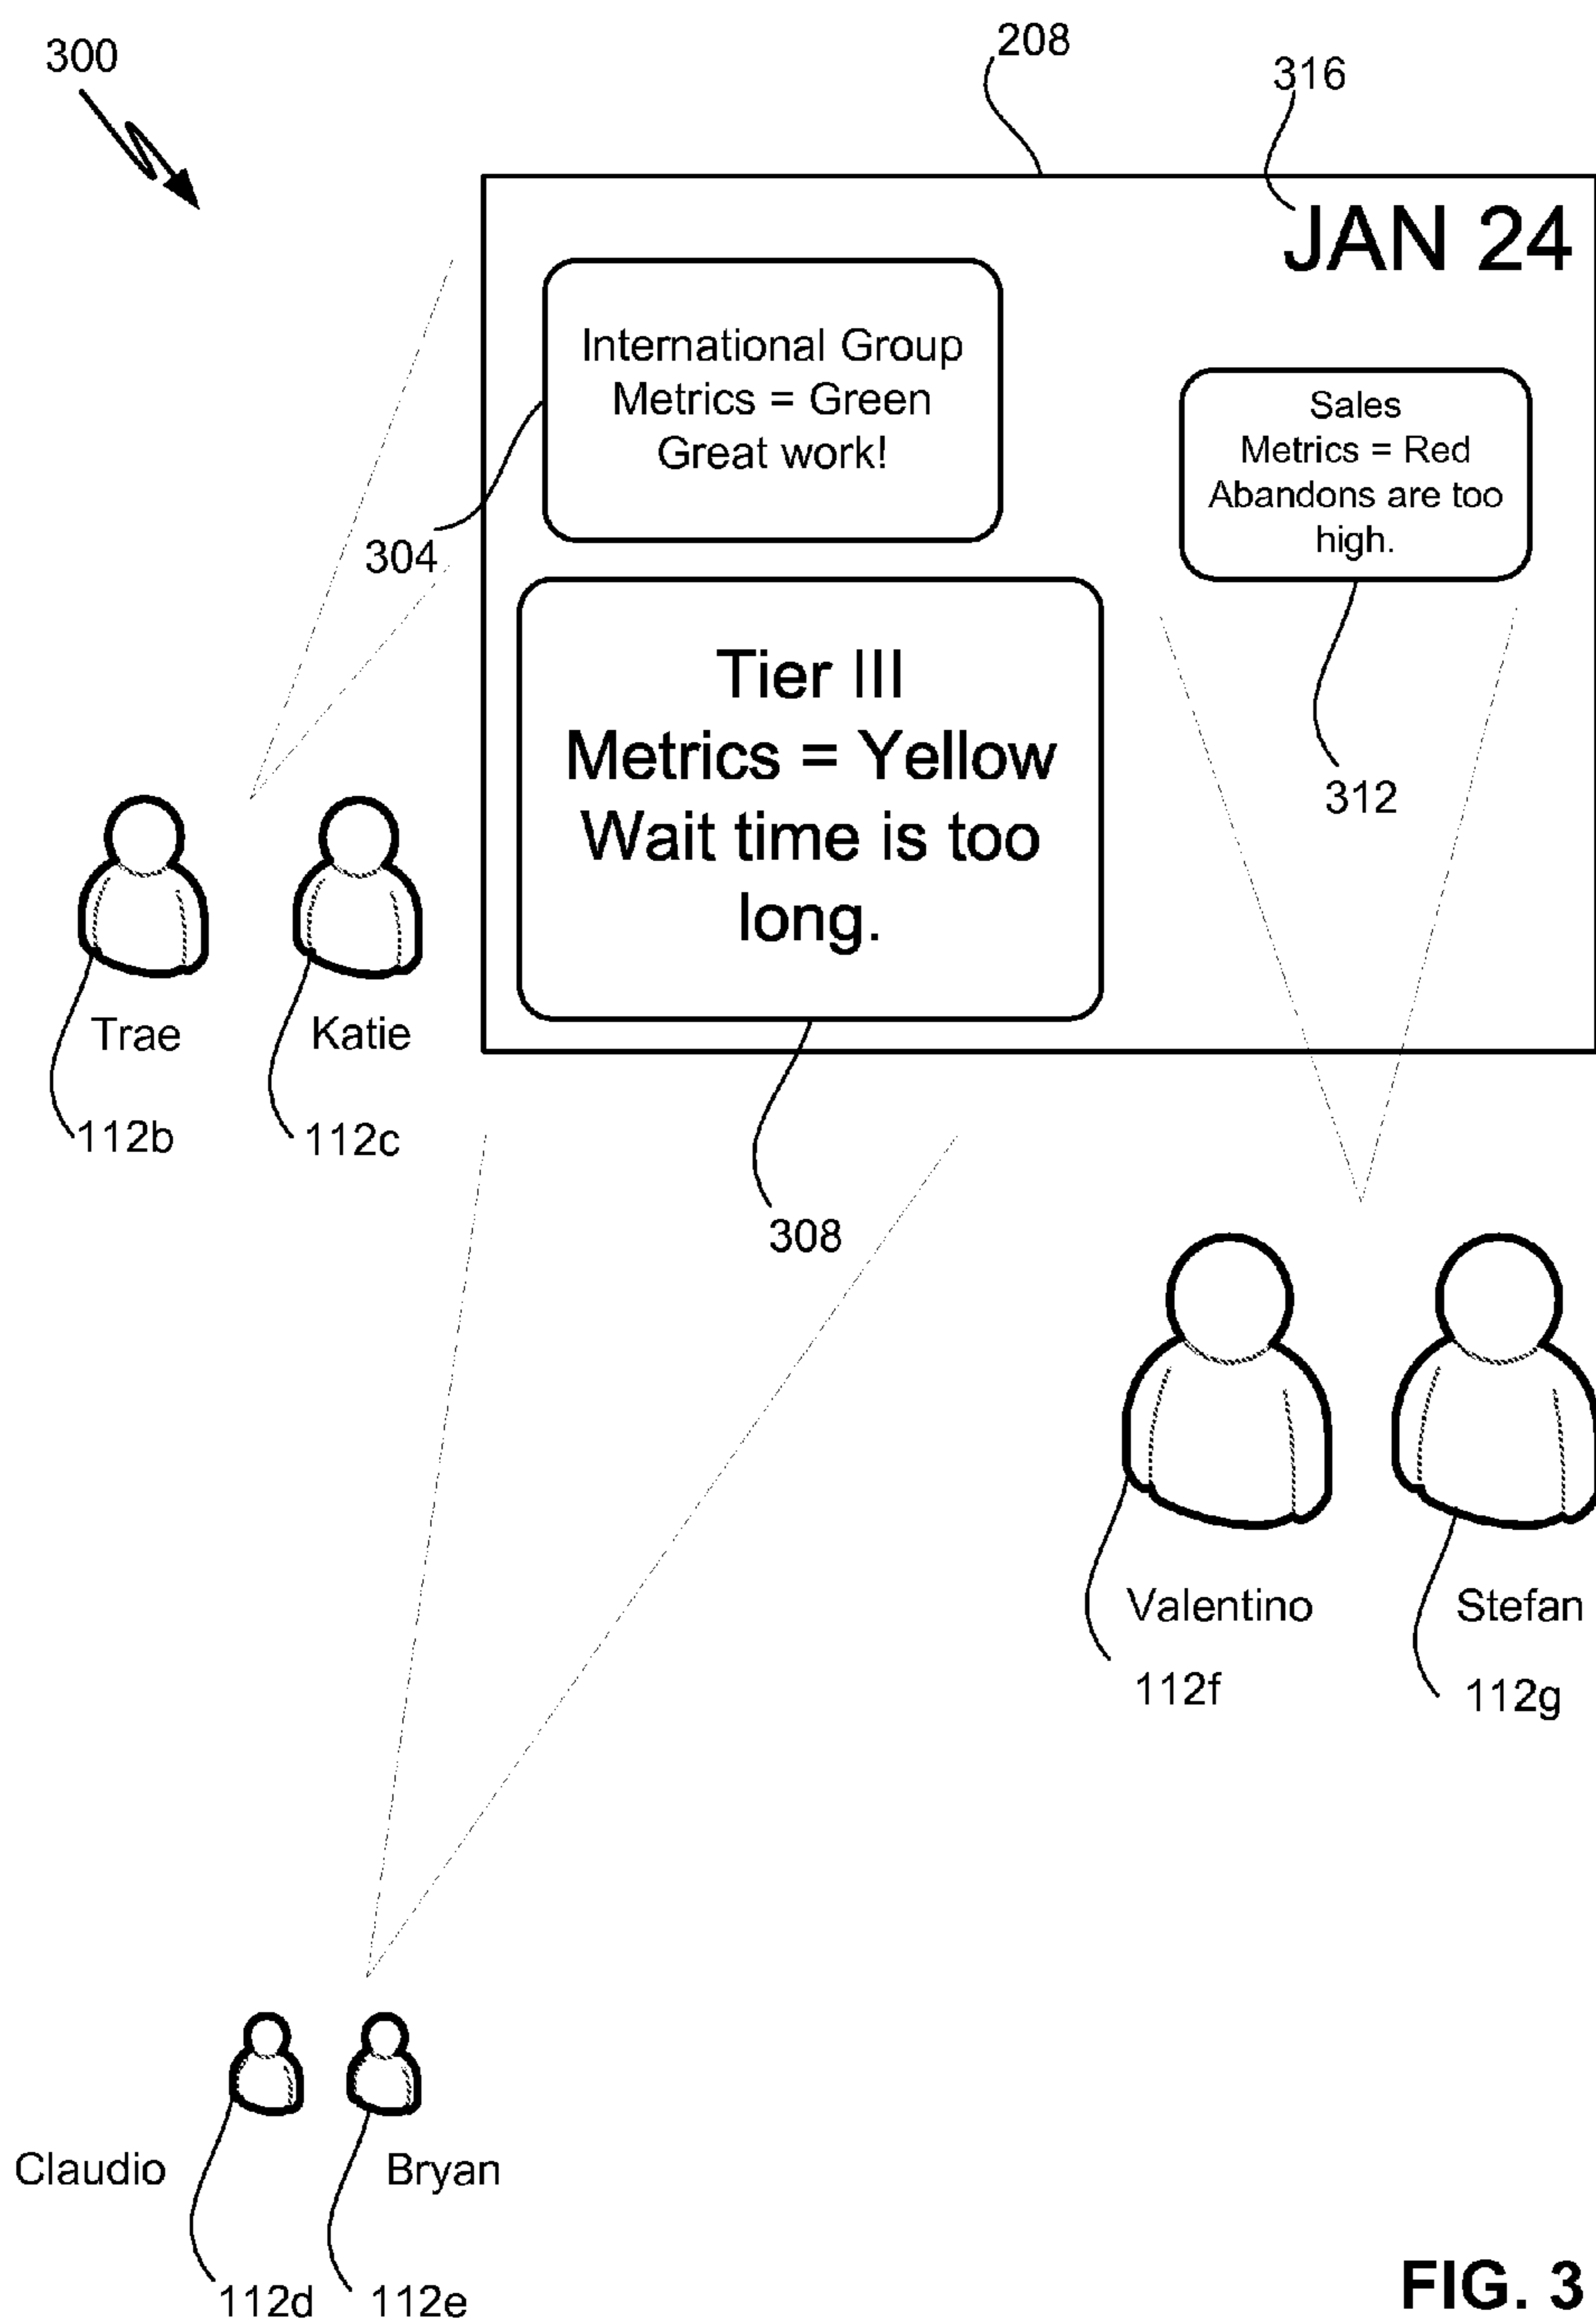 300
208
316
JAN 24
International Group
Metrics = Green
Great work!
304
Sales
Metrics = Red
Abandons are too
high.
312
Tier III
Metrics = Yellow
Wait time is too
long.
308
Trae
Katie
112b
112c
Valentino
Stefan
112f
112g
Claudio
Bryan
112d
112e
FIG. 3